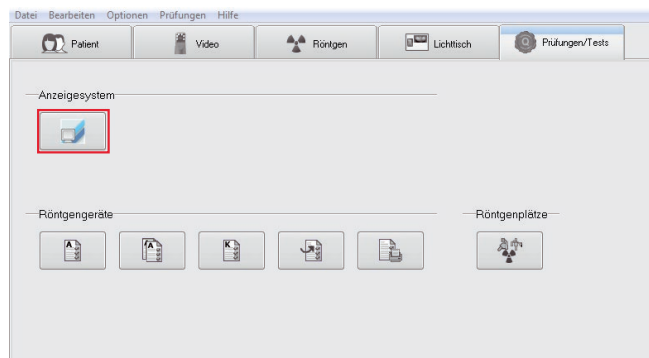 Datei Bearbeiten Optionen Prüfungen Hilfe
Patient Video Röntgen Lichttisch Prüfungen/Tests
Anzeigesystem
Röntgengeräte Röntgenplätze
A A K